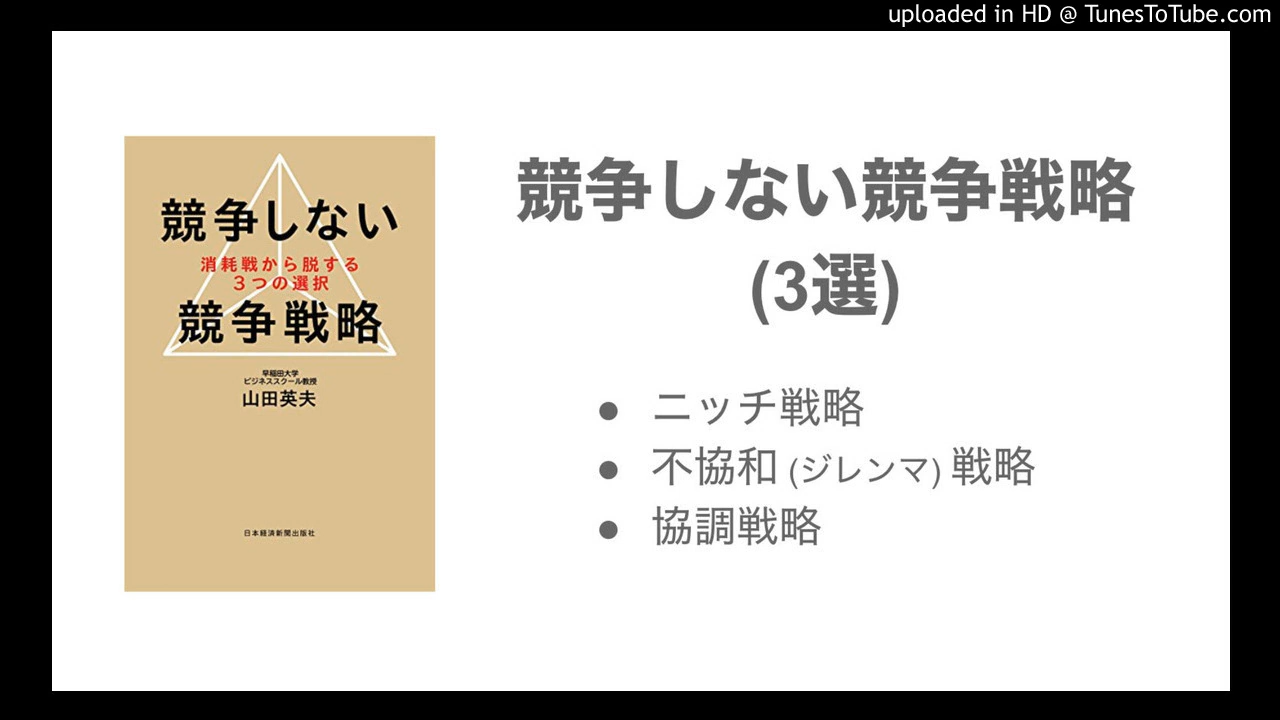 uploaded in HD @ TunesToTube.com
競争しない
消耗戦から脱する
3つの選択
競争戦略
早稲田大学
ビジネススクール教授
山田英夫
日本経済新聞出版社
競争しない競争戦略
(3選)
● ニッチ戦略
● 不協和 (ジレンマ) 戦略
● 協調戦略